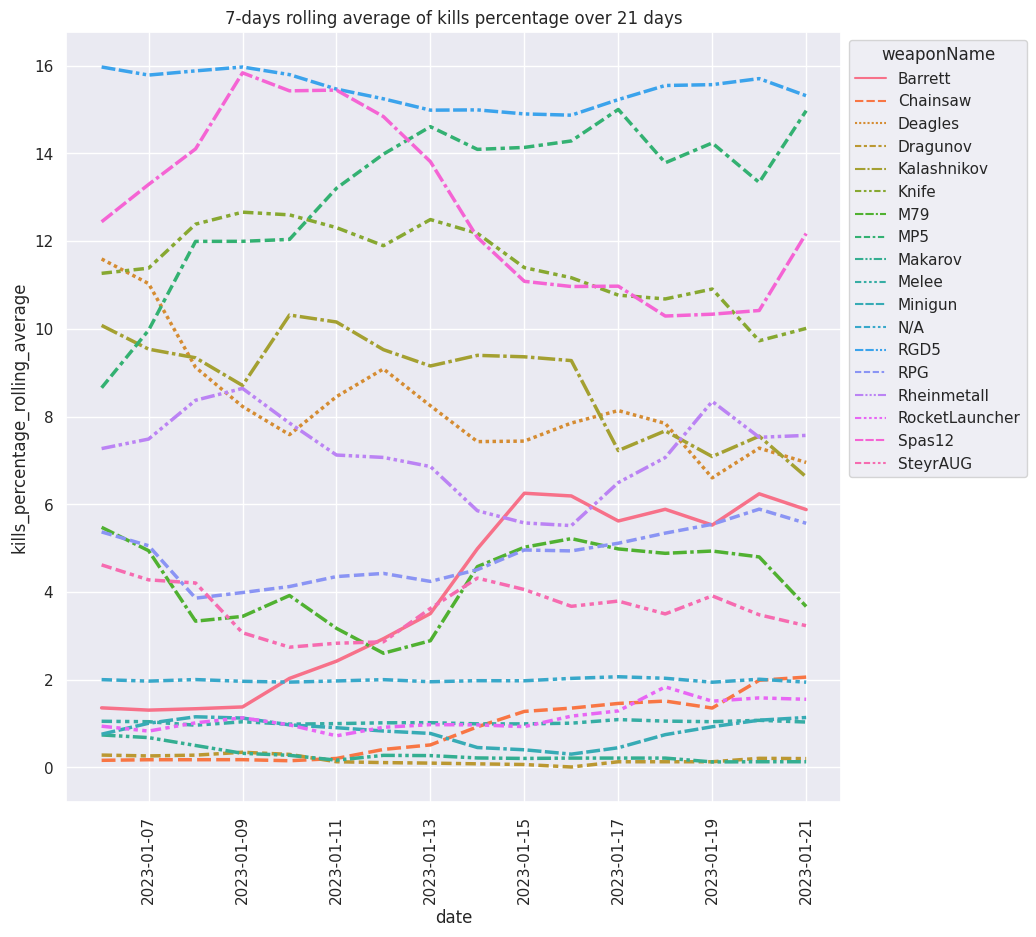 7-days rolling average of kills percentage over 21 days
kills_percentage_rolling_average
16
14
12
10
8
6
4
2
0
2023-01-07
2023-01-09
2023-01-11
2023-01-13
2023-01-15
2023-01-17
2023-01-19
2023-01-21
date
weaponName
Barrett
Chainsaw
Deagles
Dragunov
Kalashnikov
Knife
M79
MP5
Makarov
Melee
Minigun
N/A
RGD5
RPG
Rheinmetall
RocketLauncher
Spas12
SteyrAUG